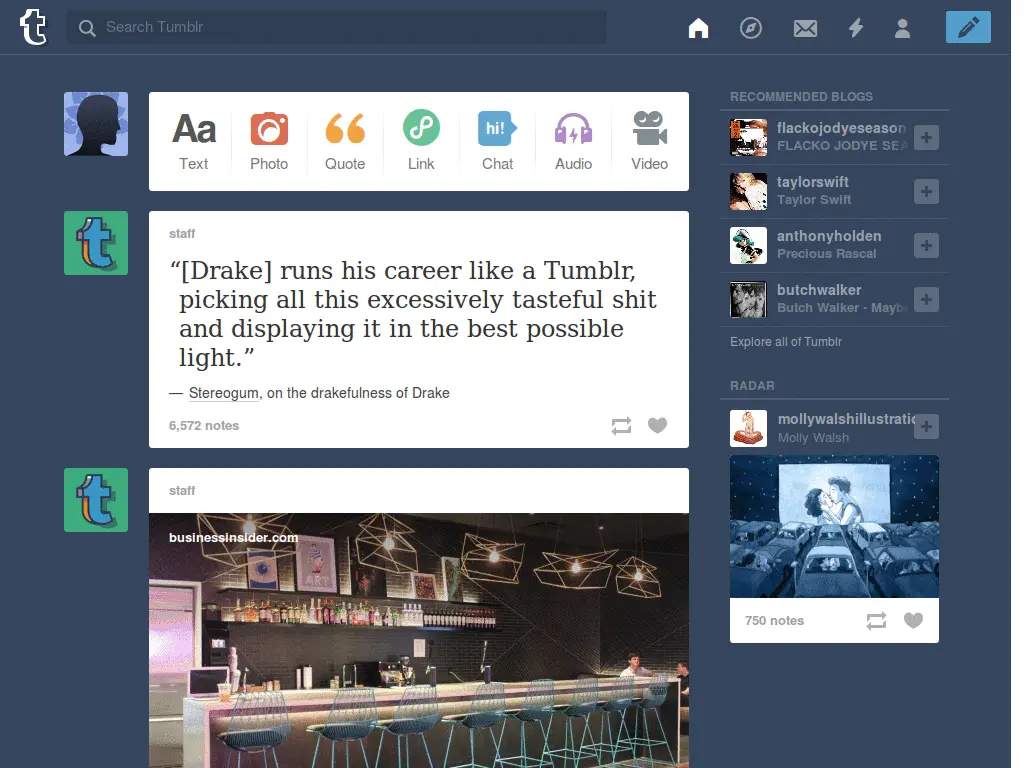 Search Tumblr
Aa
Text
Photo
Quote
Link
hi!
Chat
Audio
Video
staff
“[Drake] runs his career like a Tumblr,
picking all this excessively tasteful shit
and displaying it in the best possible
light.”
— Stereogum, on the drakefulness of Drake
6,572 notes
staff
businessinsider.com
ART
RECOMMENDED BLOGS
flackojodyeseason
FLACKO JODYE SEA
taylorswift
Taylor Swift
anthonyholden
Precious Rascal
butchwalker
Butch Walker - Mayb
Explore all of Tumblr
RADAR
mollywalshillustratio
Molly Walsh
750 notes